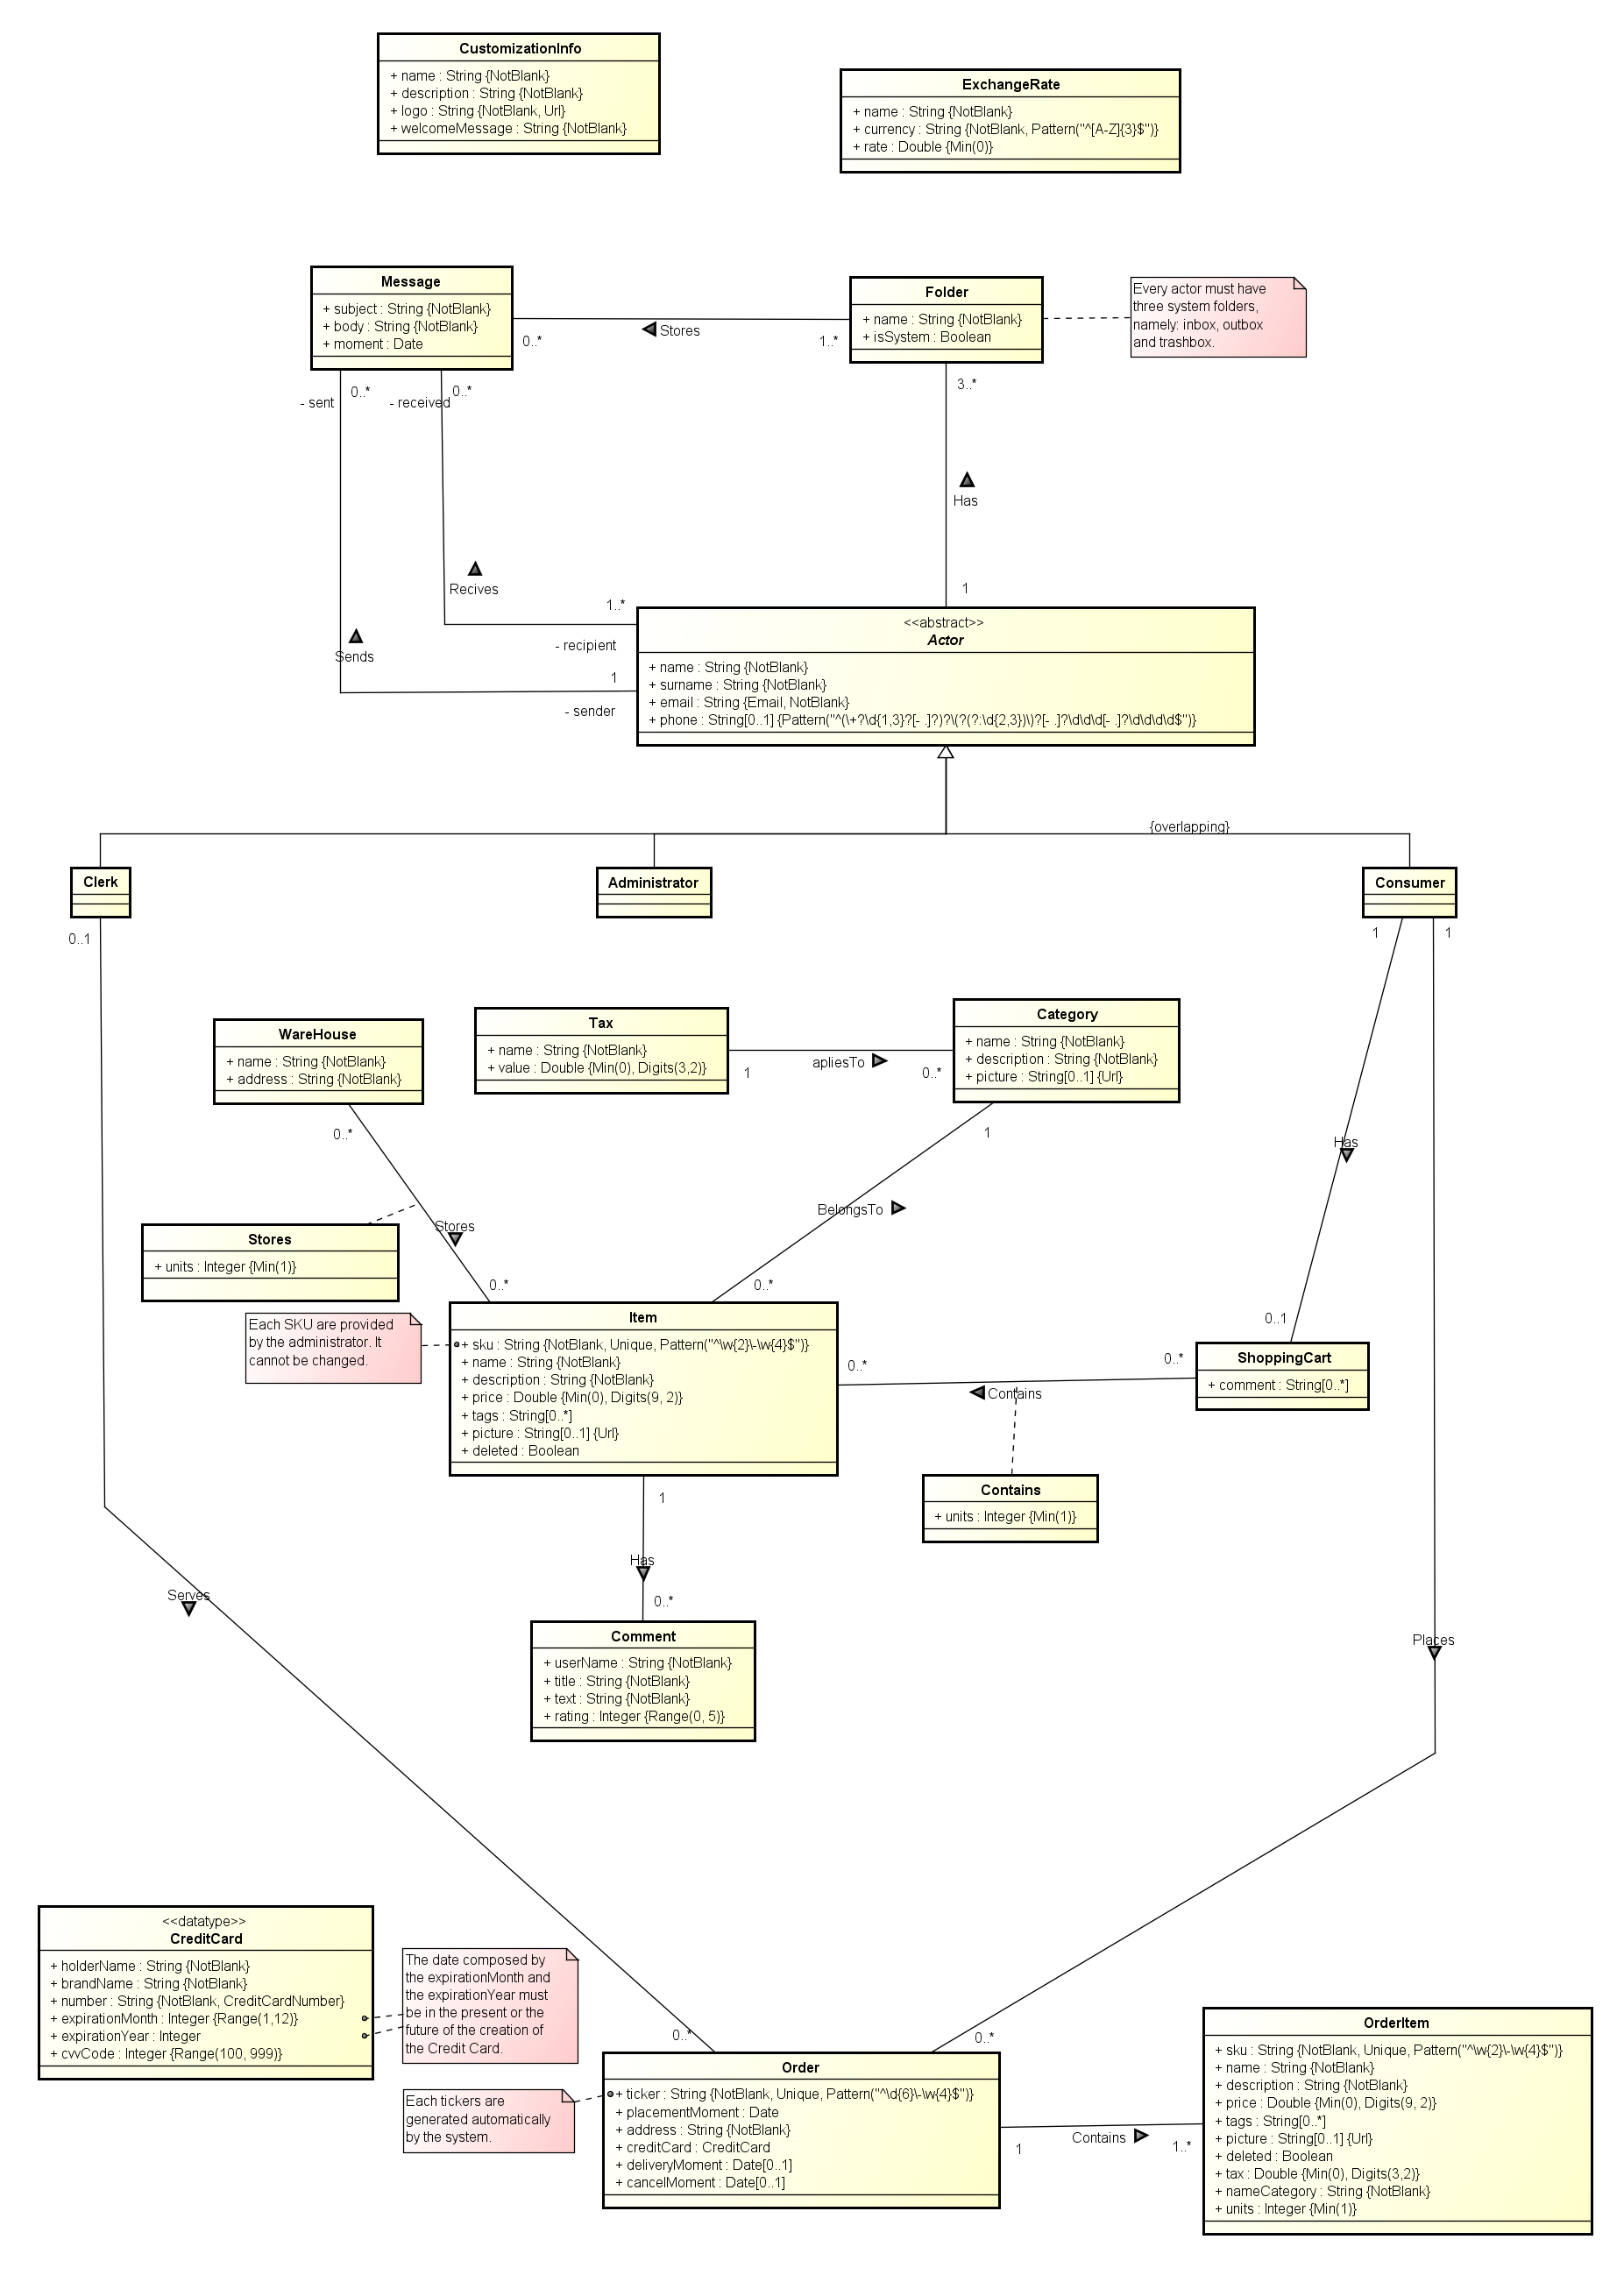 CustomizationInfo
+ name : String {NotBlank}
+ description : String {NotBlank}
+ logo : String {NotBlank, Url}
+ welcomeMessage : String {NotBlank}
ExchangeRate
+ name : String {NotBlank}
+ currency : String {NotBlank, Pattern("^[A-Z]{3}$")}
+ rate : Double {Min(0)}
Message
+ subject : String {NotBlank}
+ body : String {NotBlank}
+ moment : Date
Stores
0..*
1..*
Folder
+ name : String {NotBlank}
+ isSystem : Boolean
Every actor must have
three system folders,
namely: inbox, outbox
and trashbox.
0..*
- sent
0..*
- received
3..*
Has
1
Recives
1..*
- recipient
Sends
1
- sender
<<abstract>>
Actor
+ name : String {NotBlank}
+ surname : String {NotBlank}
+ email : String {Email, NotBlank}
+ phone : String[0..1] {Pattern("^(\+?\d{1,3}?[- .]?)?\(?(?:\d{2,3})\)?[- .]?\d\d\d[- .]?\d\d\d\d$")}
{overlapping}
Clerk
Administrator
Consumer
0..1
1
1
WareHouse
+ name : String {NotBlank}
+ address : String {NotBlank}
Tax
+ name : String {NotBlank}
+ value : Double {Min(0), Digits(3,2)}
apliesTo
1
0..*
Category
+ name : String {NotBlank}
+ description : String {NotBlank}
+ picture : String[0..1] {Url}
0..*
1
Has
BelongsTo
Stores
Stores
+ units : Integer {Min(1)}
0..*
0..*
0..1
Each SKU are provided
by the administrator. It
cannot be changed.
Item
+ sku : String {NotBlank, Unique, Pattern("^\w{2}\-\w{4}$")}
+ name : String {NotBlank}
+ description : String {NotBlank}
+ price : Double {Min(0), Digits(9, 2)}
+ tags : String[0..*]
+ picture : String[0..1] {Url}
+ deleted : Boolean
0..*
0..*
Contains
ShoppingCart
+ comment : String[0..*]
Contains
+ units : Integer {Min(1)}
1
Has
0..*
Serves
Comment
+ userName : String {NotBlank}
+ title : String {NotBlank}
+ text : String {NotBlank}
+ rating : Integer {Range(0, 5)}
Places
<<datatype>>
CreditCard
+ holderName : String {NotBlank}
+ brandName : String {NotBlank}
+ number : String {NotBlank, CreditCardNumber}
+ expirationMonth : Integer {Range(1,12)}
+ expirationYear : Integer
+ cvvCode : Integer {Range(100, 999)}
The date composed by
the expirationMonth and
the expirationYear must
be in the present or the
future of the creation of
the Credit Card.
Each tickers are
generated automatically
by the system.
0..*
0..*
Order
+ ticker : String {NotBlank, Unique, Pattern("^\d{6}\-\w{4}$")}
+ placementMoment : Date
+ address : String {NotBlank}
+ creditCard : CreditCard
+ deliveryMoment : Date[0..1]
+ cancelMoment : Date[0..1]
1
Contains
1..*
OrderItem
+ sku : String {NotBlank, Unique, Pattern("^\w{2}\-\w{4}$")}
+ name : String {NotBlank}
+ description : String {NotBlank}
+ price : Double {Min(0), Digits(9, 2)}
+ tags : String[0..*]
+ picture : String[0..1] {Url}
+ deleted : Boolean
+ tax : Double {Min(0), Digits(3,2)}
+ nameCategory : String {NotBlank}
+ units : Integer {Min(1)}